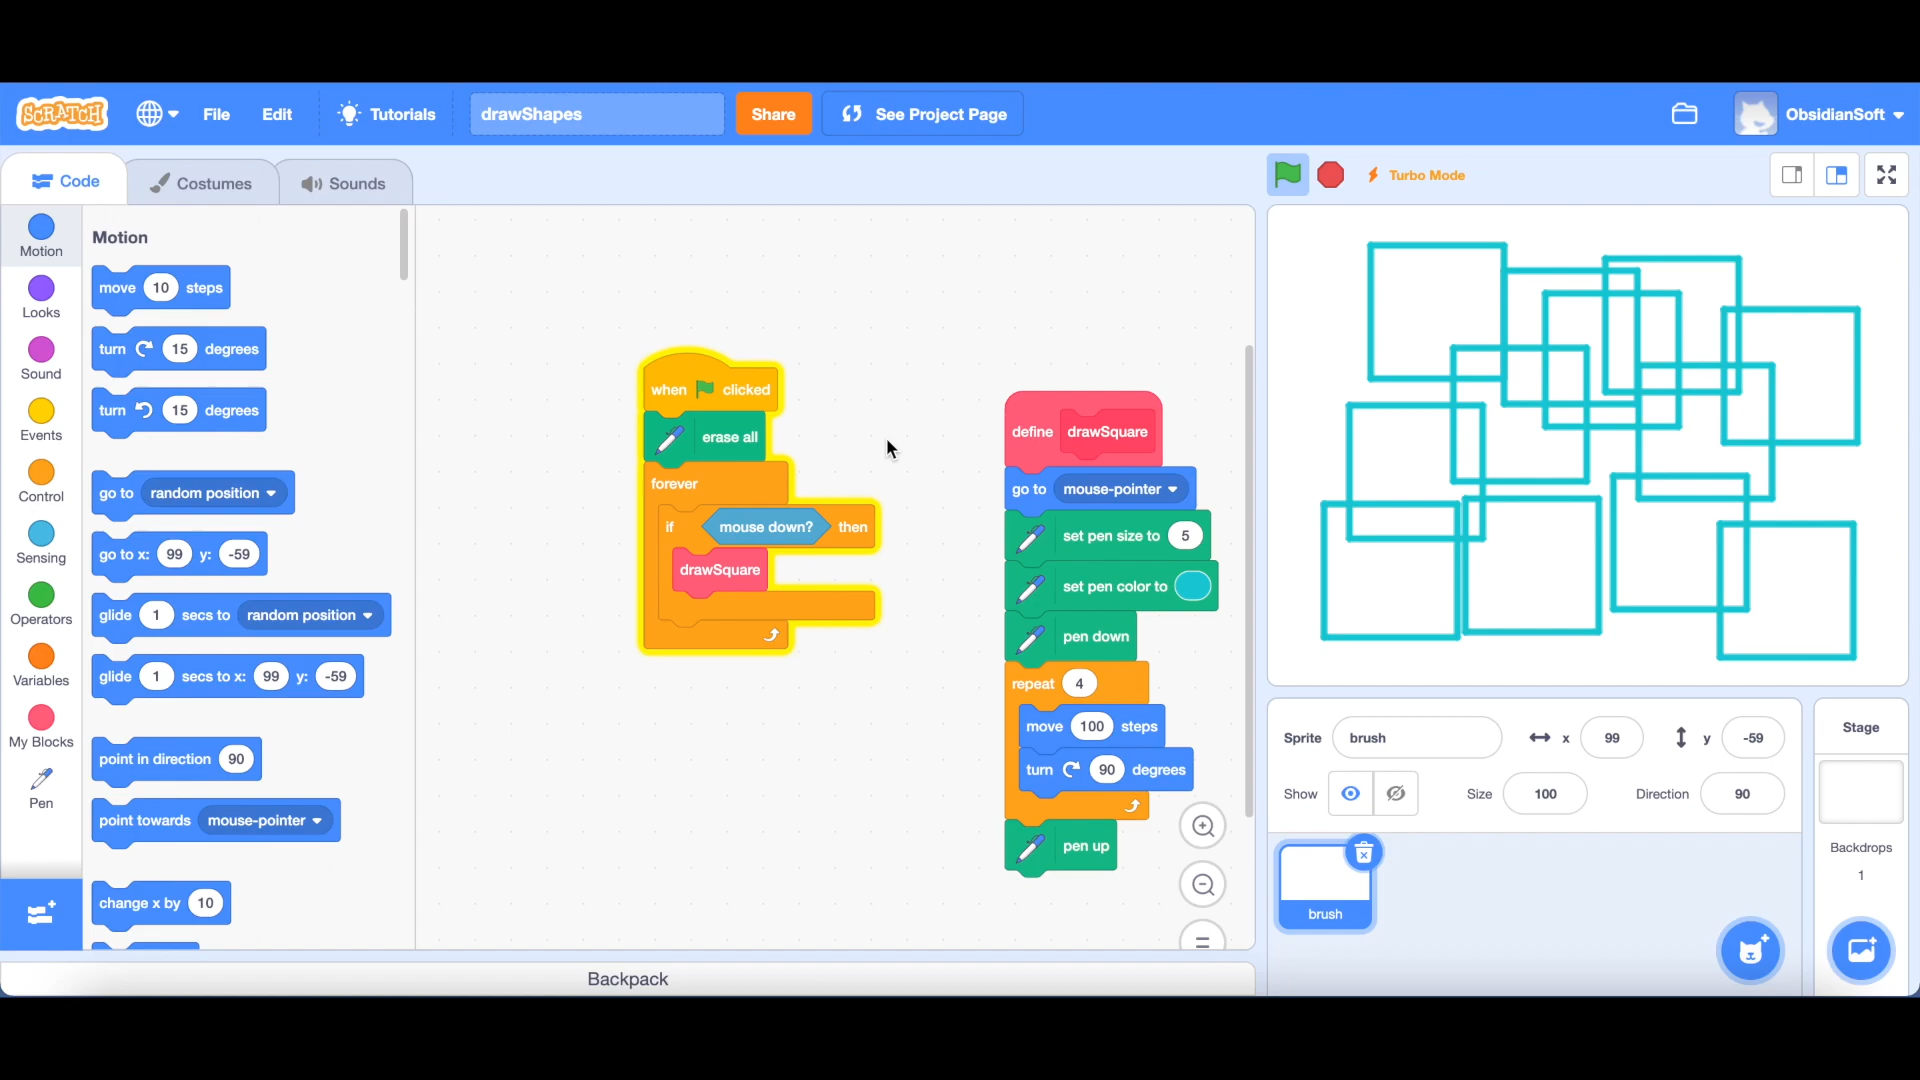 SCRATCH
File
Edit
Tutorials
drawShapes
Share
See Project Page
ObsidianSoft
Code
Costumes
Sounds
Turbo Mode
Motion
Looks
Sound
Events
Control
Sensing
Operators
Variables
My Blocks
Pen
Motion
move 10 steps
turn 15 degrees
turn 15 degrees
go to random position
go to x: 99 y: -59
glide 1 secs to random position
glide 1 secs to x: 99 y: -59
point in direction 90
point towards mouse-pointer
change x by 10
when clicked
erase all
forever
if mouse down? then
drawSquare
define drawSquare
go to mouse-pointer
set pen size to 5
set pen color to
pen down
repeat 4
move 100 steps
turn 90 degrees
pen up
Sprite brush x 99 y -59
Show Size 100 Direction 90
brush
Stage
Backdrops
1
Backpack